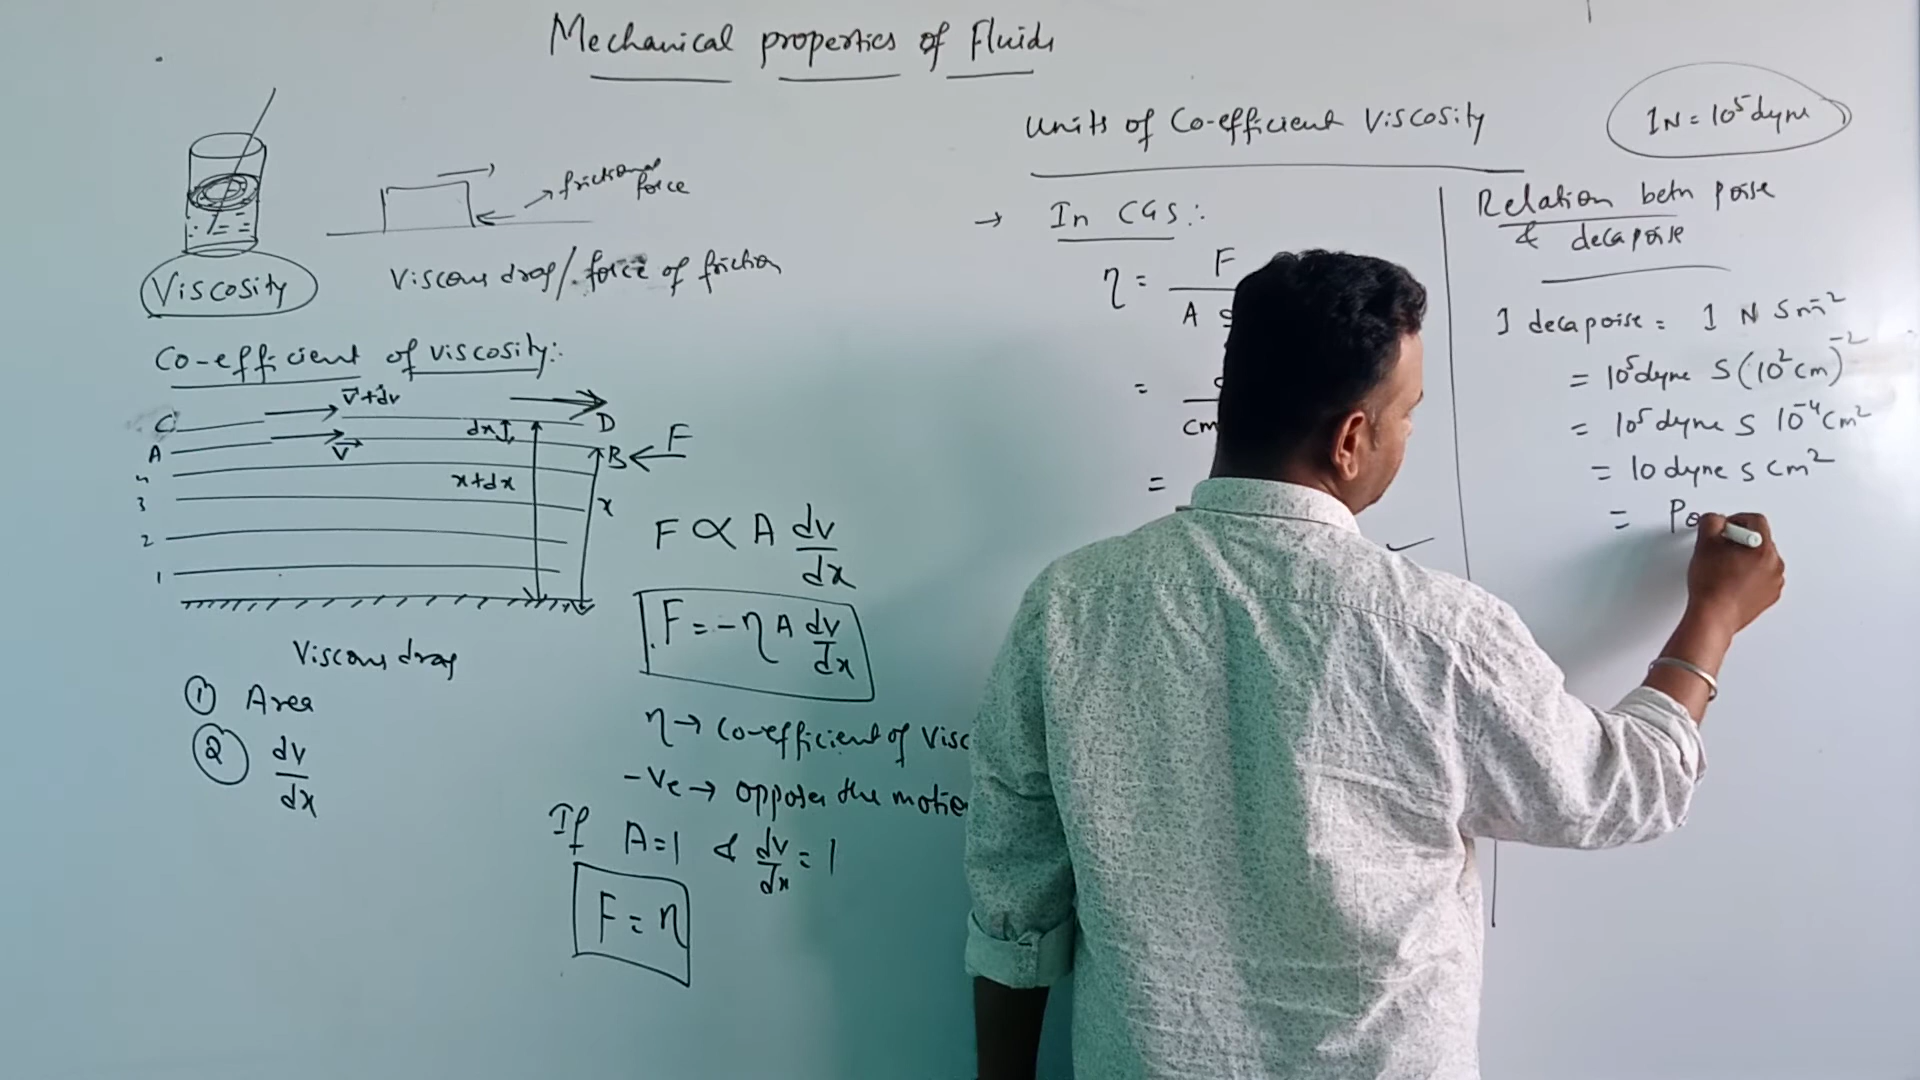 Mechanical properties of Fluids
Viscosity
frictional
force
Viscous drag / force of friction
Co-efficient of viscosity:
C
v+dv
D
A
v
dx
B
F
4
3
2
1
x+dx
x
Viscous drag
① Area
② dv/dx
F ∝ A dv/dx
F = -η A dv/dx
η → Co-efficient of Visc
-Ve → opposes the motion
If A=1 & dv/dx = 1
F = η
Units of Co-efficient Viscosity
→ In CGS:
η = F
A
=
cm
=
1N = 10⁵ dyne
Relation betn poise
& decapoise
1 decapoise = 1 N S m⁻²
= 10⁵ dyne S (10² cm)⁻²
= 10⁵ dyne S 10⁻⁴ cm²
= 10 dyne s cm²
= Po